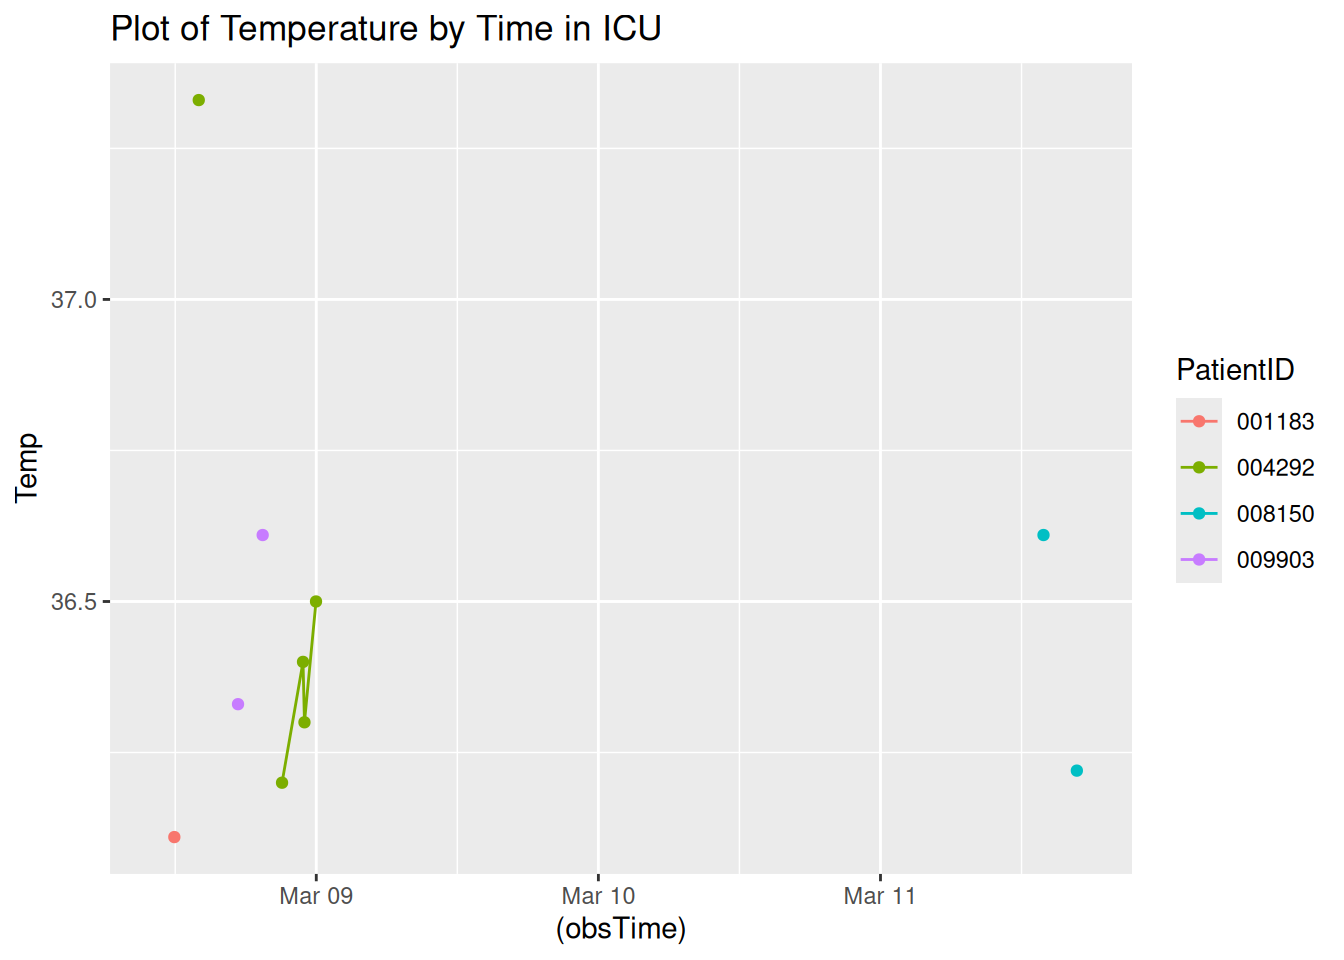 Plot of Temperature by Time in ICU
37.0
36.5
Temp
Mar 09
Mar 10
Mar 11
(obsTime)
PatientID
001183
004292
008150
009903